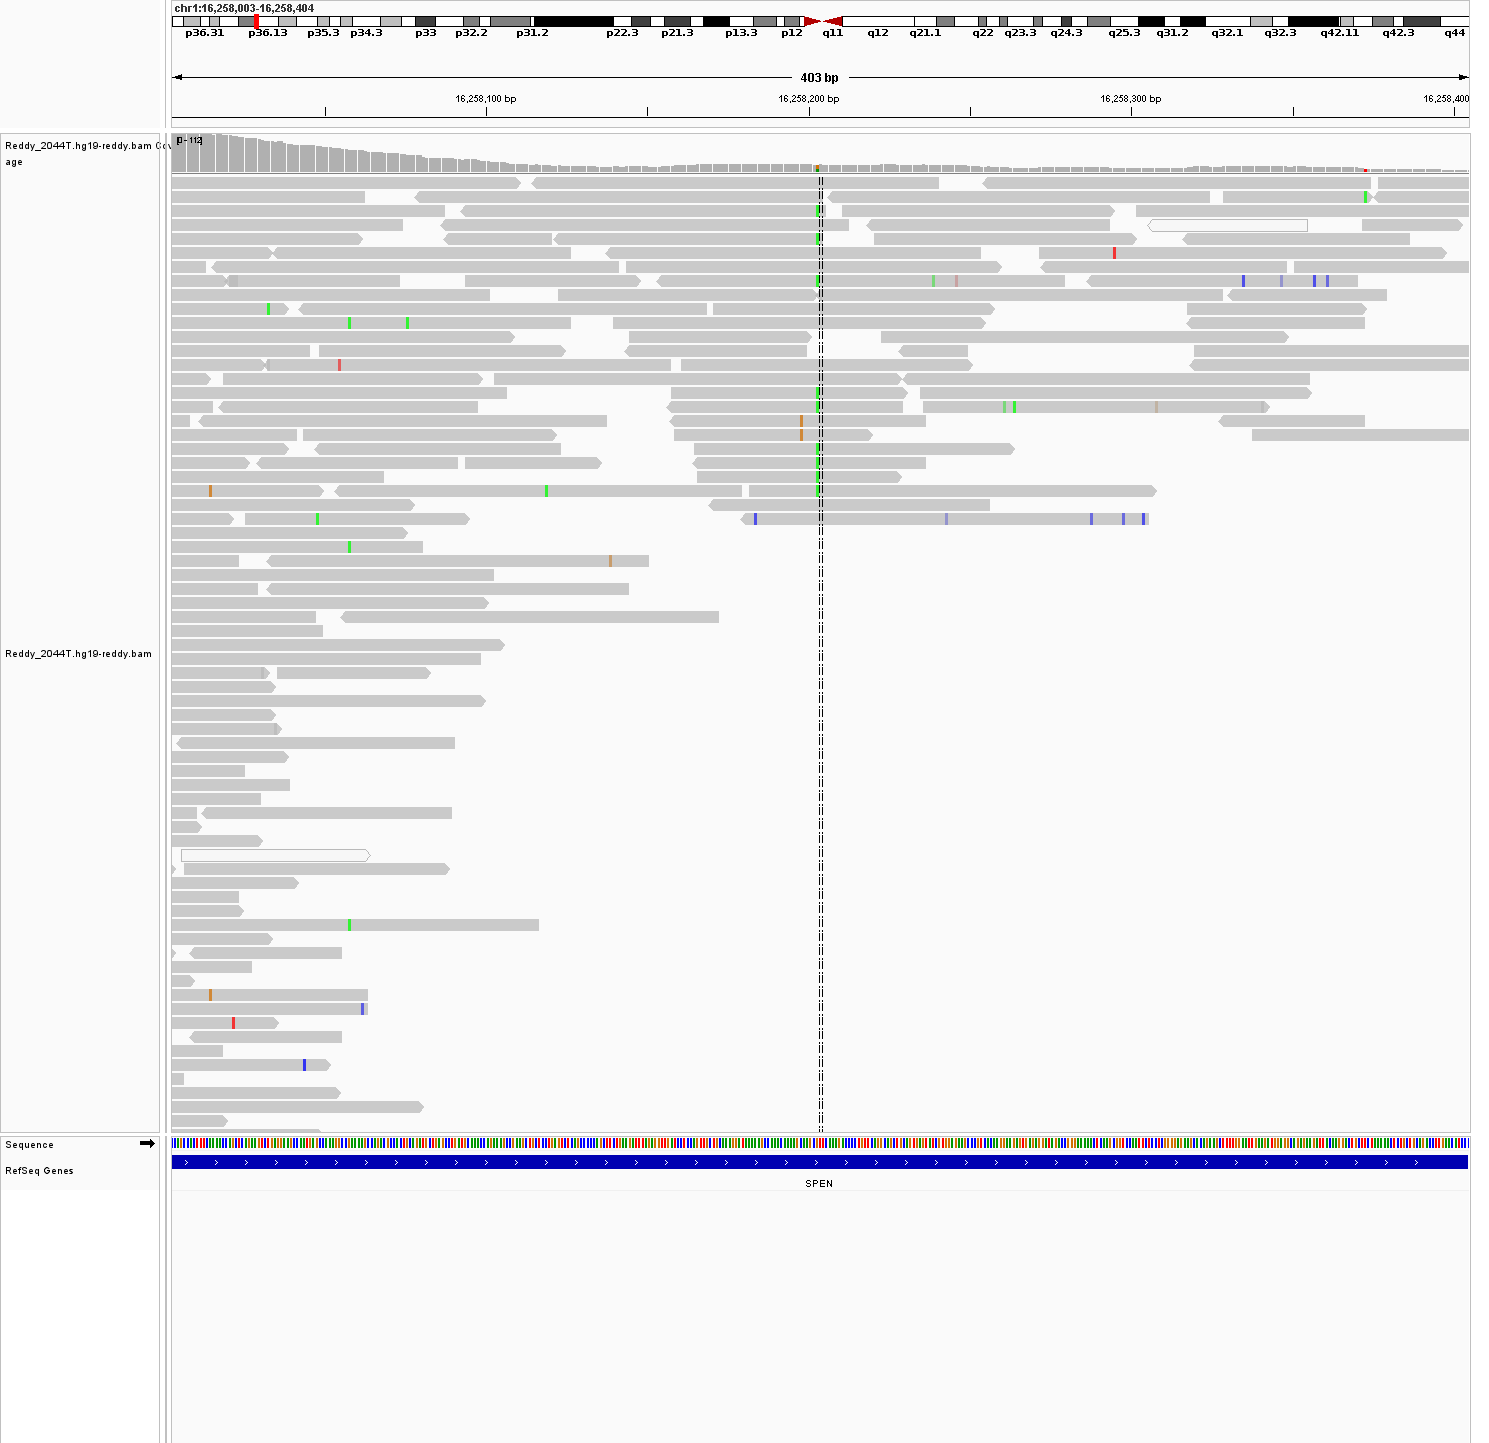 chr1:16,258,003-16,258,404
p36.31 p36.13 p35.3 p34.3 p33 p32.2 p31.2 p22.3 p21.3 p13.3 p12 q11 q12 q21.1 q22 q23.3 q24.3 q25.3 q31.2 q32.1 q32.3 q42.11 q42.3 q44
403 bp
16,258,100 bp 16,258,200 bp 16,258,300 bp 16,258,400
[0 - 112]
Reddy_2044T.hg19-reddy.bam Cov
age
Reddy_2044T.hg19-reddy.bam
Sequence
RefSeq Genes
SPEN